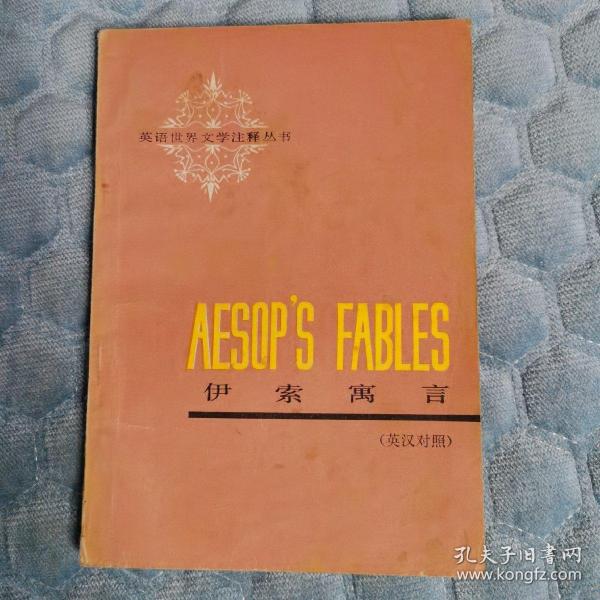 英语世界文学注释丛书
AESOP'S FABLES
伊索寓言
(英汉对照)
孔夫子旧書网
www.kongfz.com